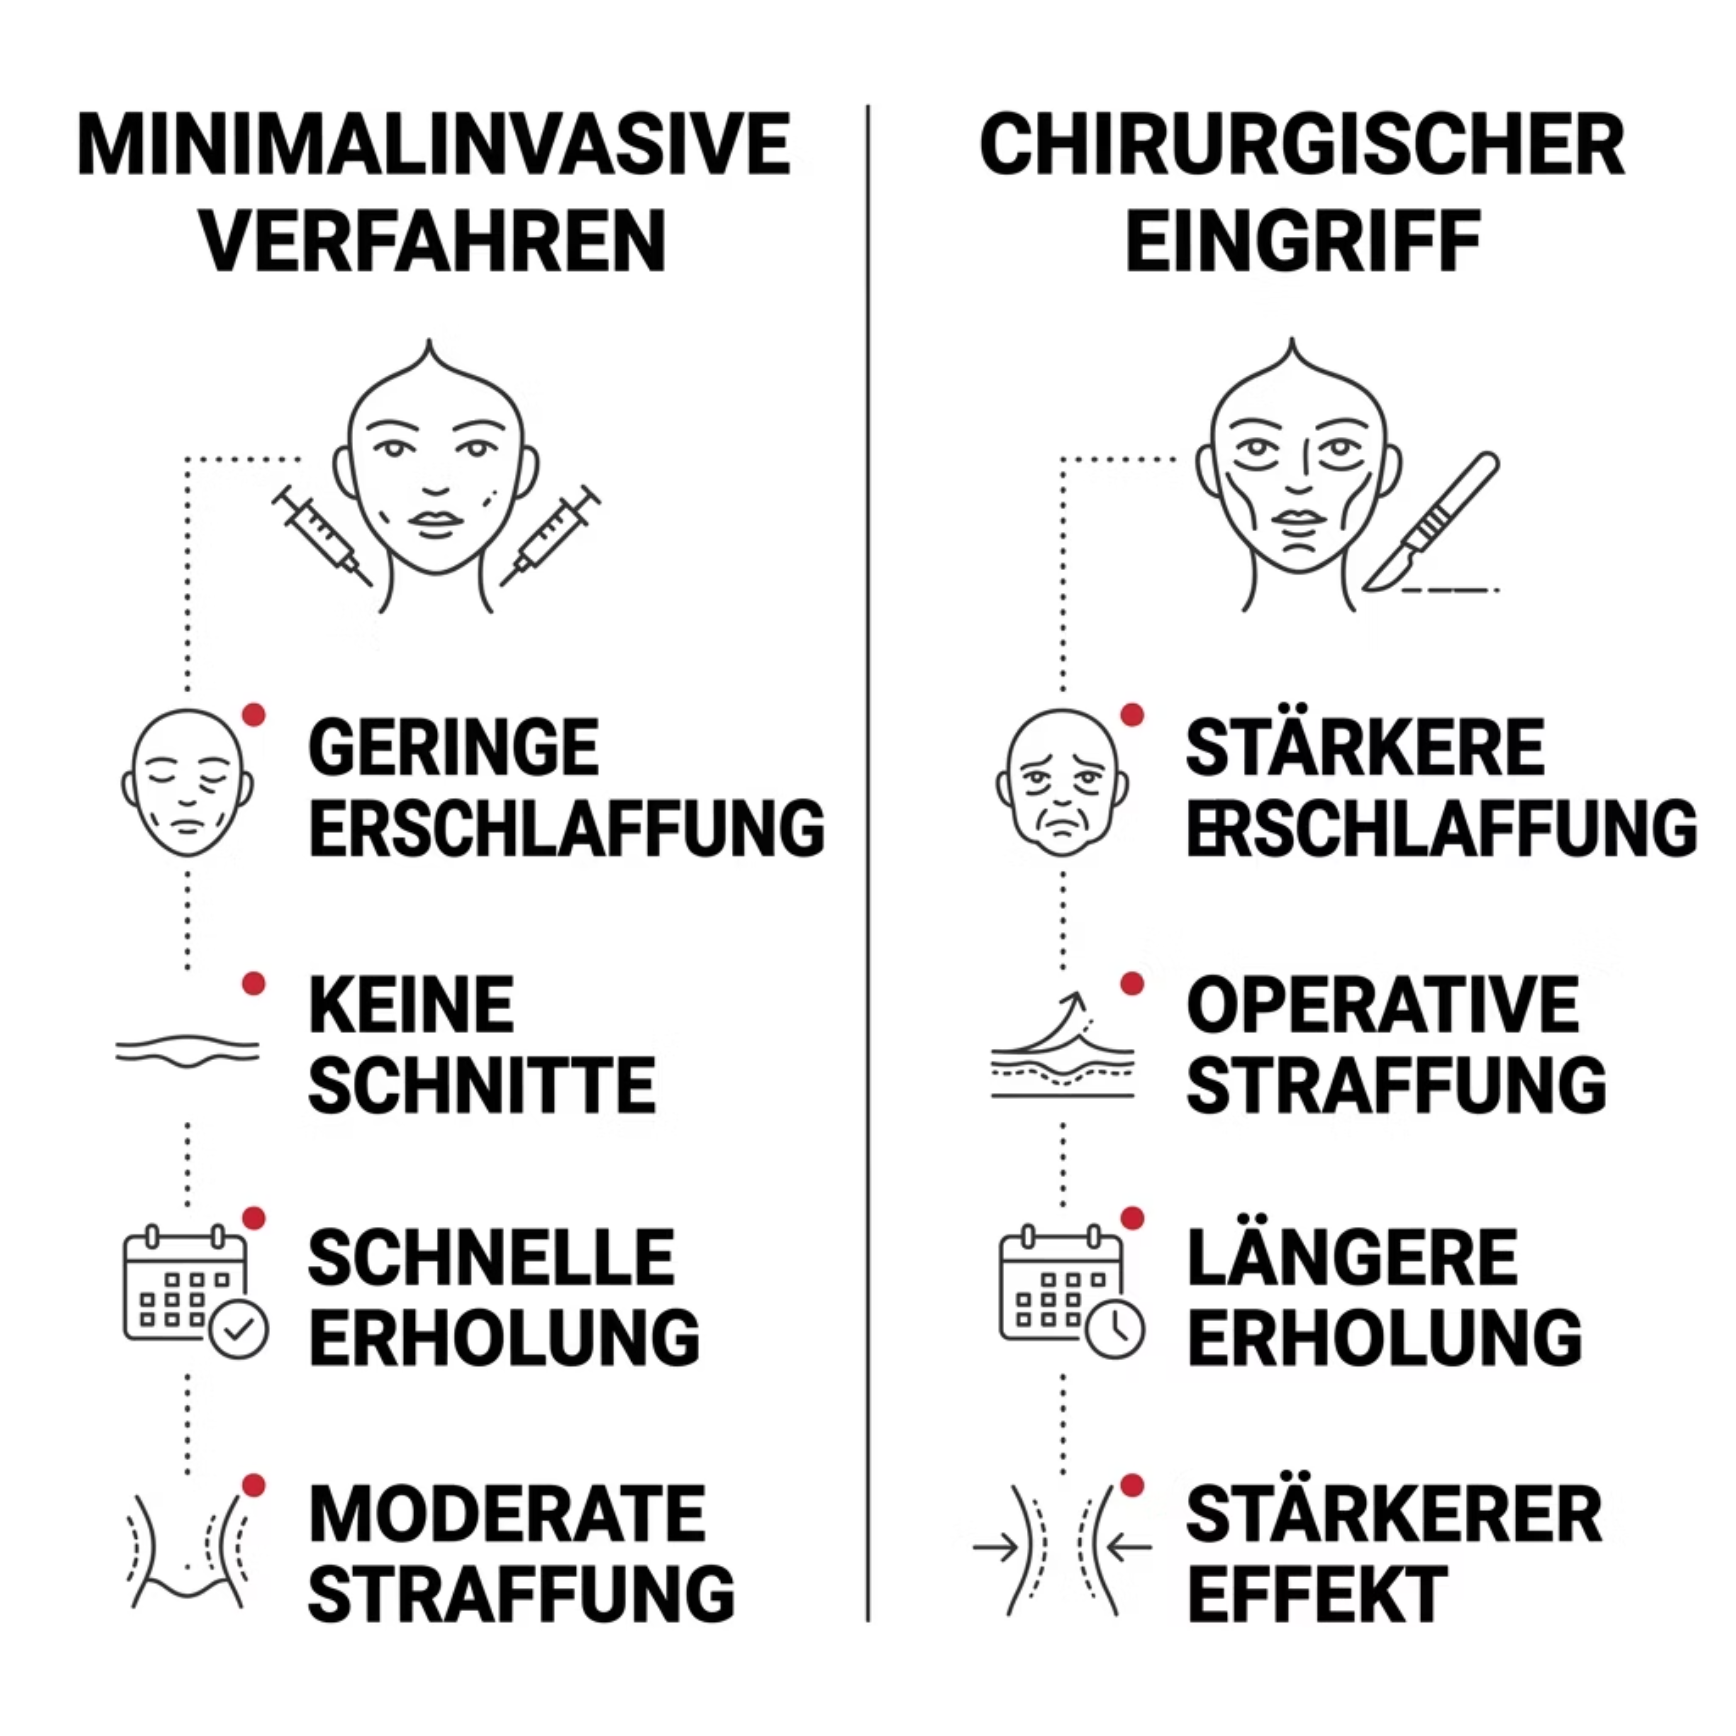 MINIMALINVASIVE
VERFAHREN
GERINGE
ERSCHLAFFUNG
KEINE
SCHNITTE
SCHNELLE
ERHOLUNG
MODERATE
STRAFFUNG
CHIRURGISCHER
EINGRIFF
STÄRKERE
ERSCHLAFFUNG
OPERATIVE
STRAFFUNG
LÄNGERE
ERHOLUNG
STÄRKERER
EFFEKT